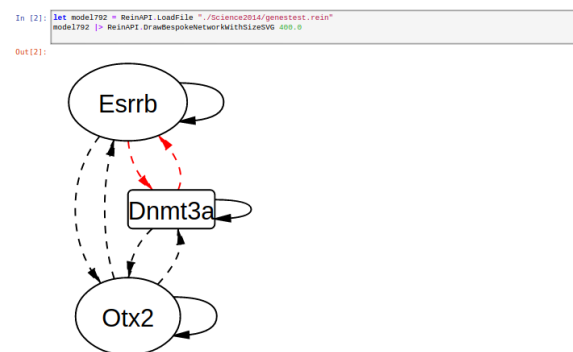 In [2]: let model792 = ReinAPI.LoadFile "./Science2014/genestest.rein"
model792 |> ReinAPI.DrawBespokeNetworkWithSizeSVG 400.0
Out[2]:
Esrrb
Dnmt3a
Otx2